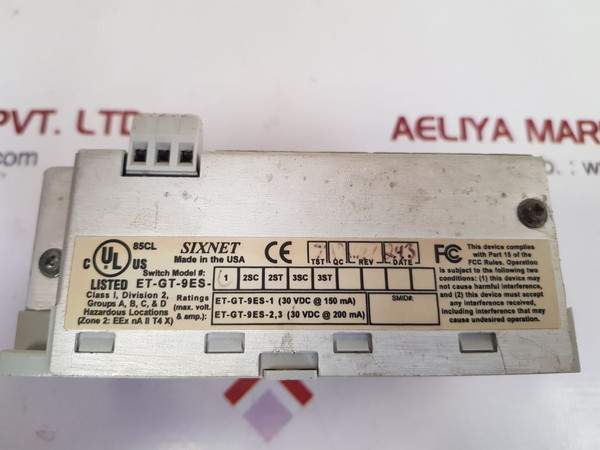 PVT. LTD
AELIYA MAR
85CL
C UL US
LISTED
Class I, Division 2,
Groups A, B, C, & D
Hazardous Locations
(Zone 2: EEx nA II T4 X)
SIXNET
Made in the USA
CE
TST QC REV DATE
Switch Model #:
ET-GT-9ES-
1 2SC 2ST 3SC 3ST
Ratings
(max. volt.
& amp.):
ET-GT-9ES-1 (30 VDC @ 150 mA)
ET-GT-9ES-2,3 (30 VDC @ 200 mA)
SMID#:
FC
This device complies
with Part 15 of the
FCC Rules. Operation
is subject to the following two
conditions: (1) this device may
not cause harmful interference,
and (2) this device must accept
any interference received,
including interference that may
cause undesired operation.